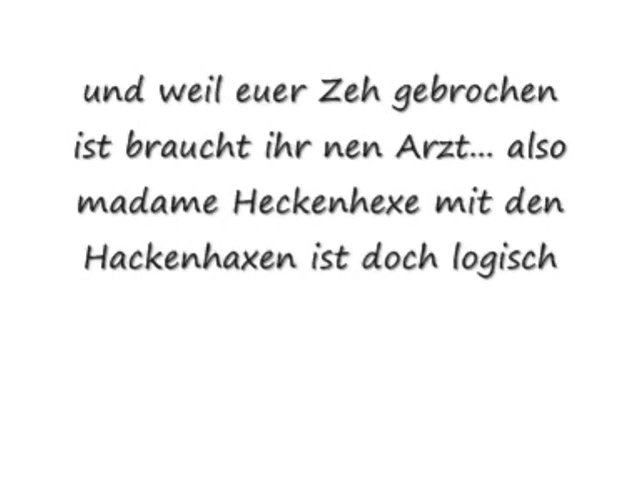 und weil euer Zeh gebrochen
ist braucht ihr nen Arzt... also
madame Heckenhexe mit den
Hackenhaxen ist doch logisch